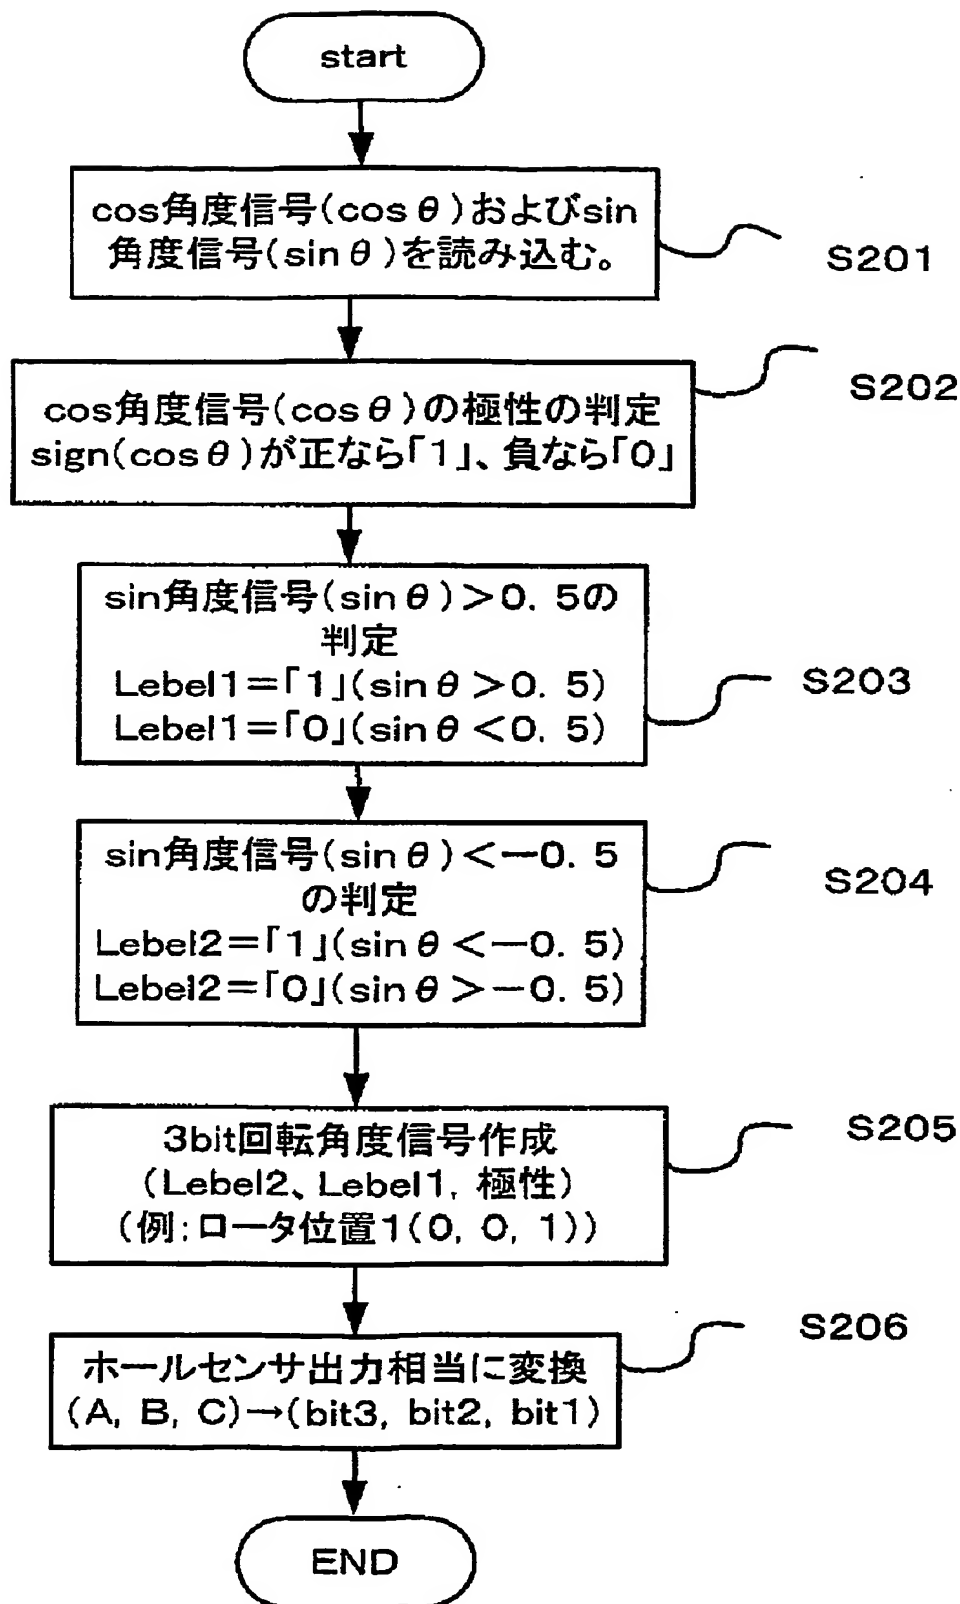 start
cos角度信号(cosθ)およびsin
角度信号(sinθ)を読み込む。
S201
cos角度信号(cosθ)の極性の判定
sign(cosθ)が正なら「1」、負なら「0」
S202
sin角度信号(sinθ)>0. 5の
判定
Lebel1=「1」(sinθ>0. 5)
Lebel1=「0」(sinθ<0. 5)
S203
sin角度信号(sinθ)<-0. 5
の判定
Lebel2=「1」(sinθ<-0. 5)
Lebel2=「0」(sinθ>-0. 5)
S204
3bit回転角度信号作成
(Lebel2、Lebel1, 極性)
(例:ロータ位置1(0, 0, 1))
S205
ホールセンサ出力相当に変換
(A, B, C)→(bit3, bit2, bit1)
S206
END